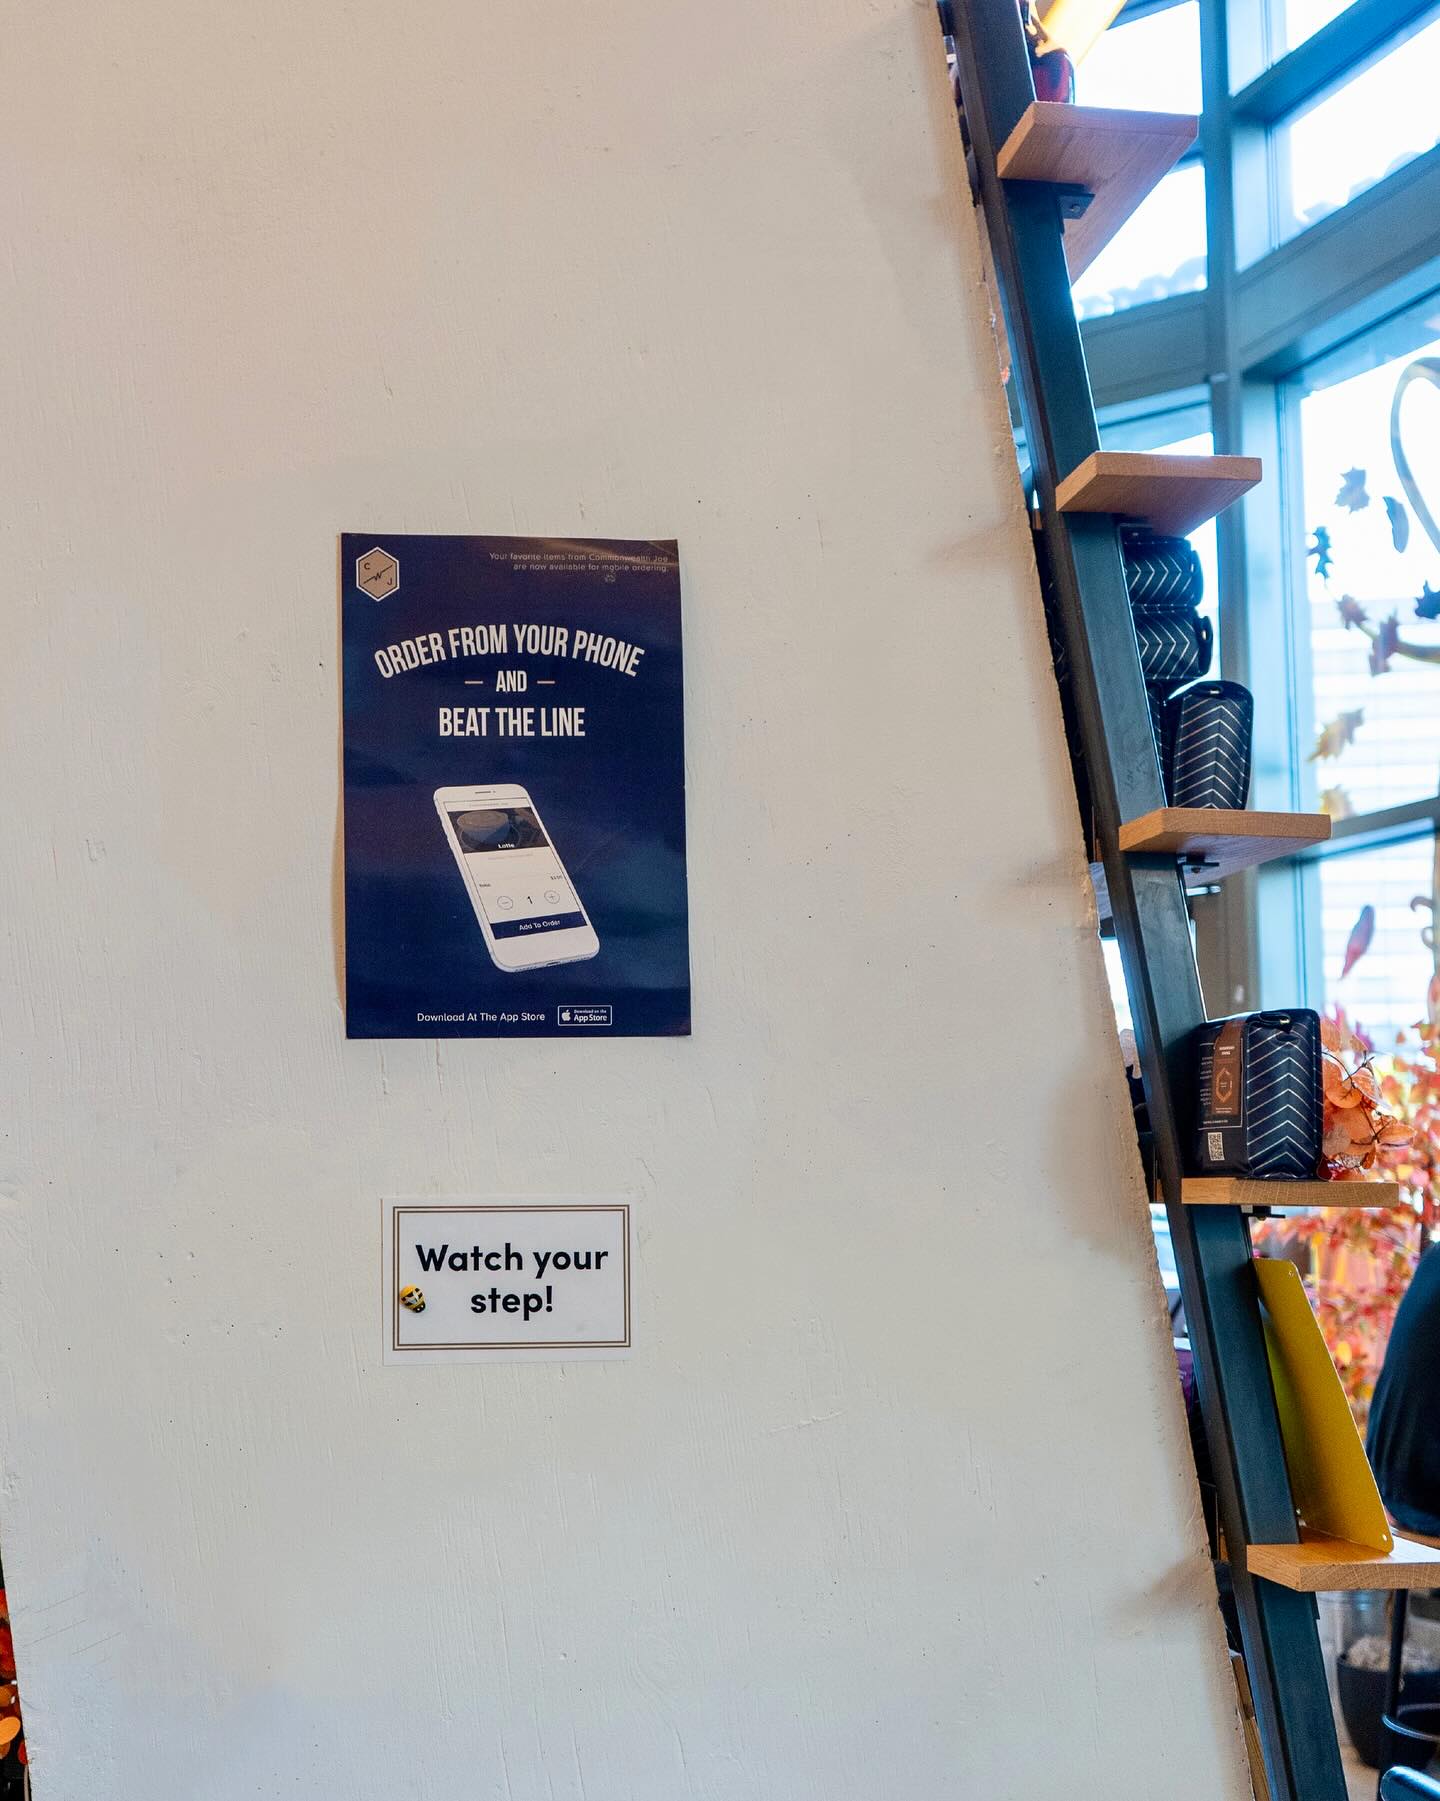 C
W
J
Your favorite items from Commonwealth Joe
are now available for mobile ordering.
ORDER FROM YOUR PHONE
AND
BEAT THE LINE
Latte
1
Add To Order
Download At The App Store
Download on the
App Store
Watch your
step!